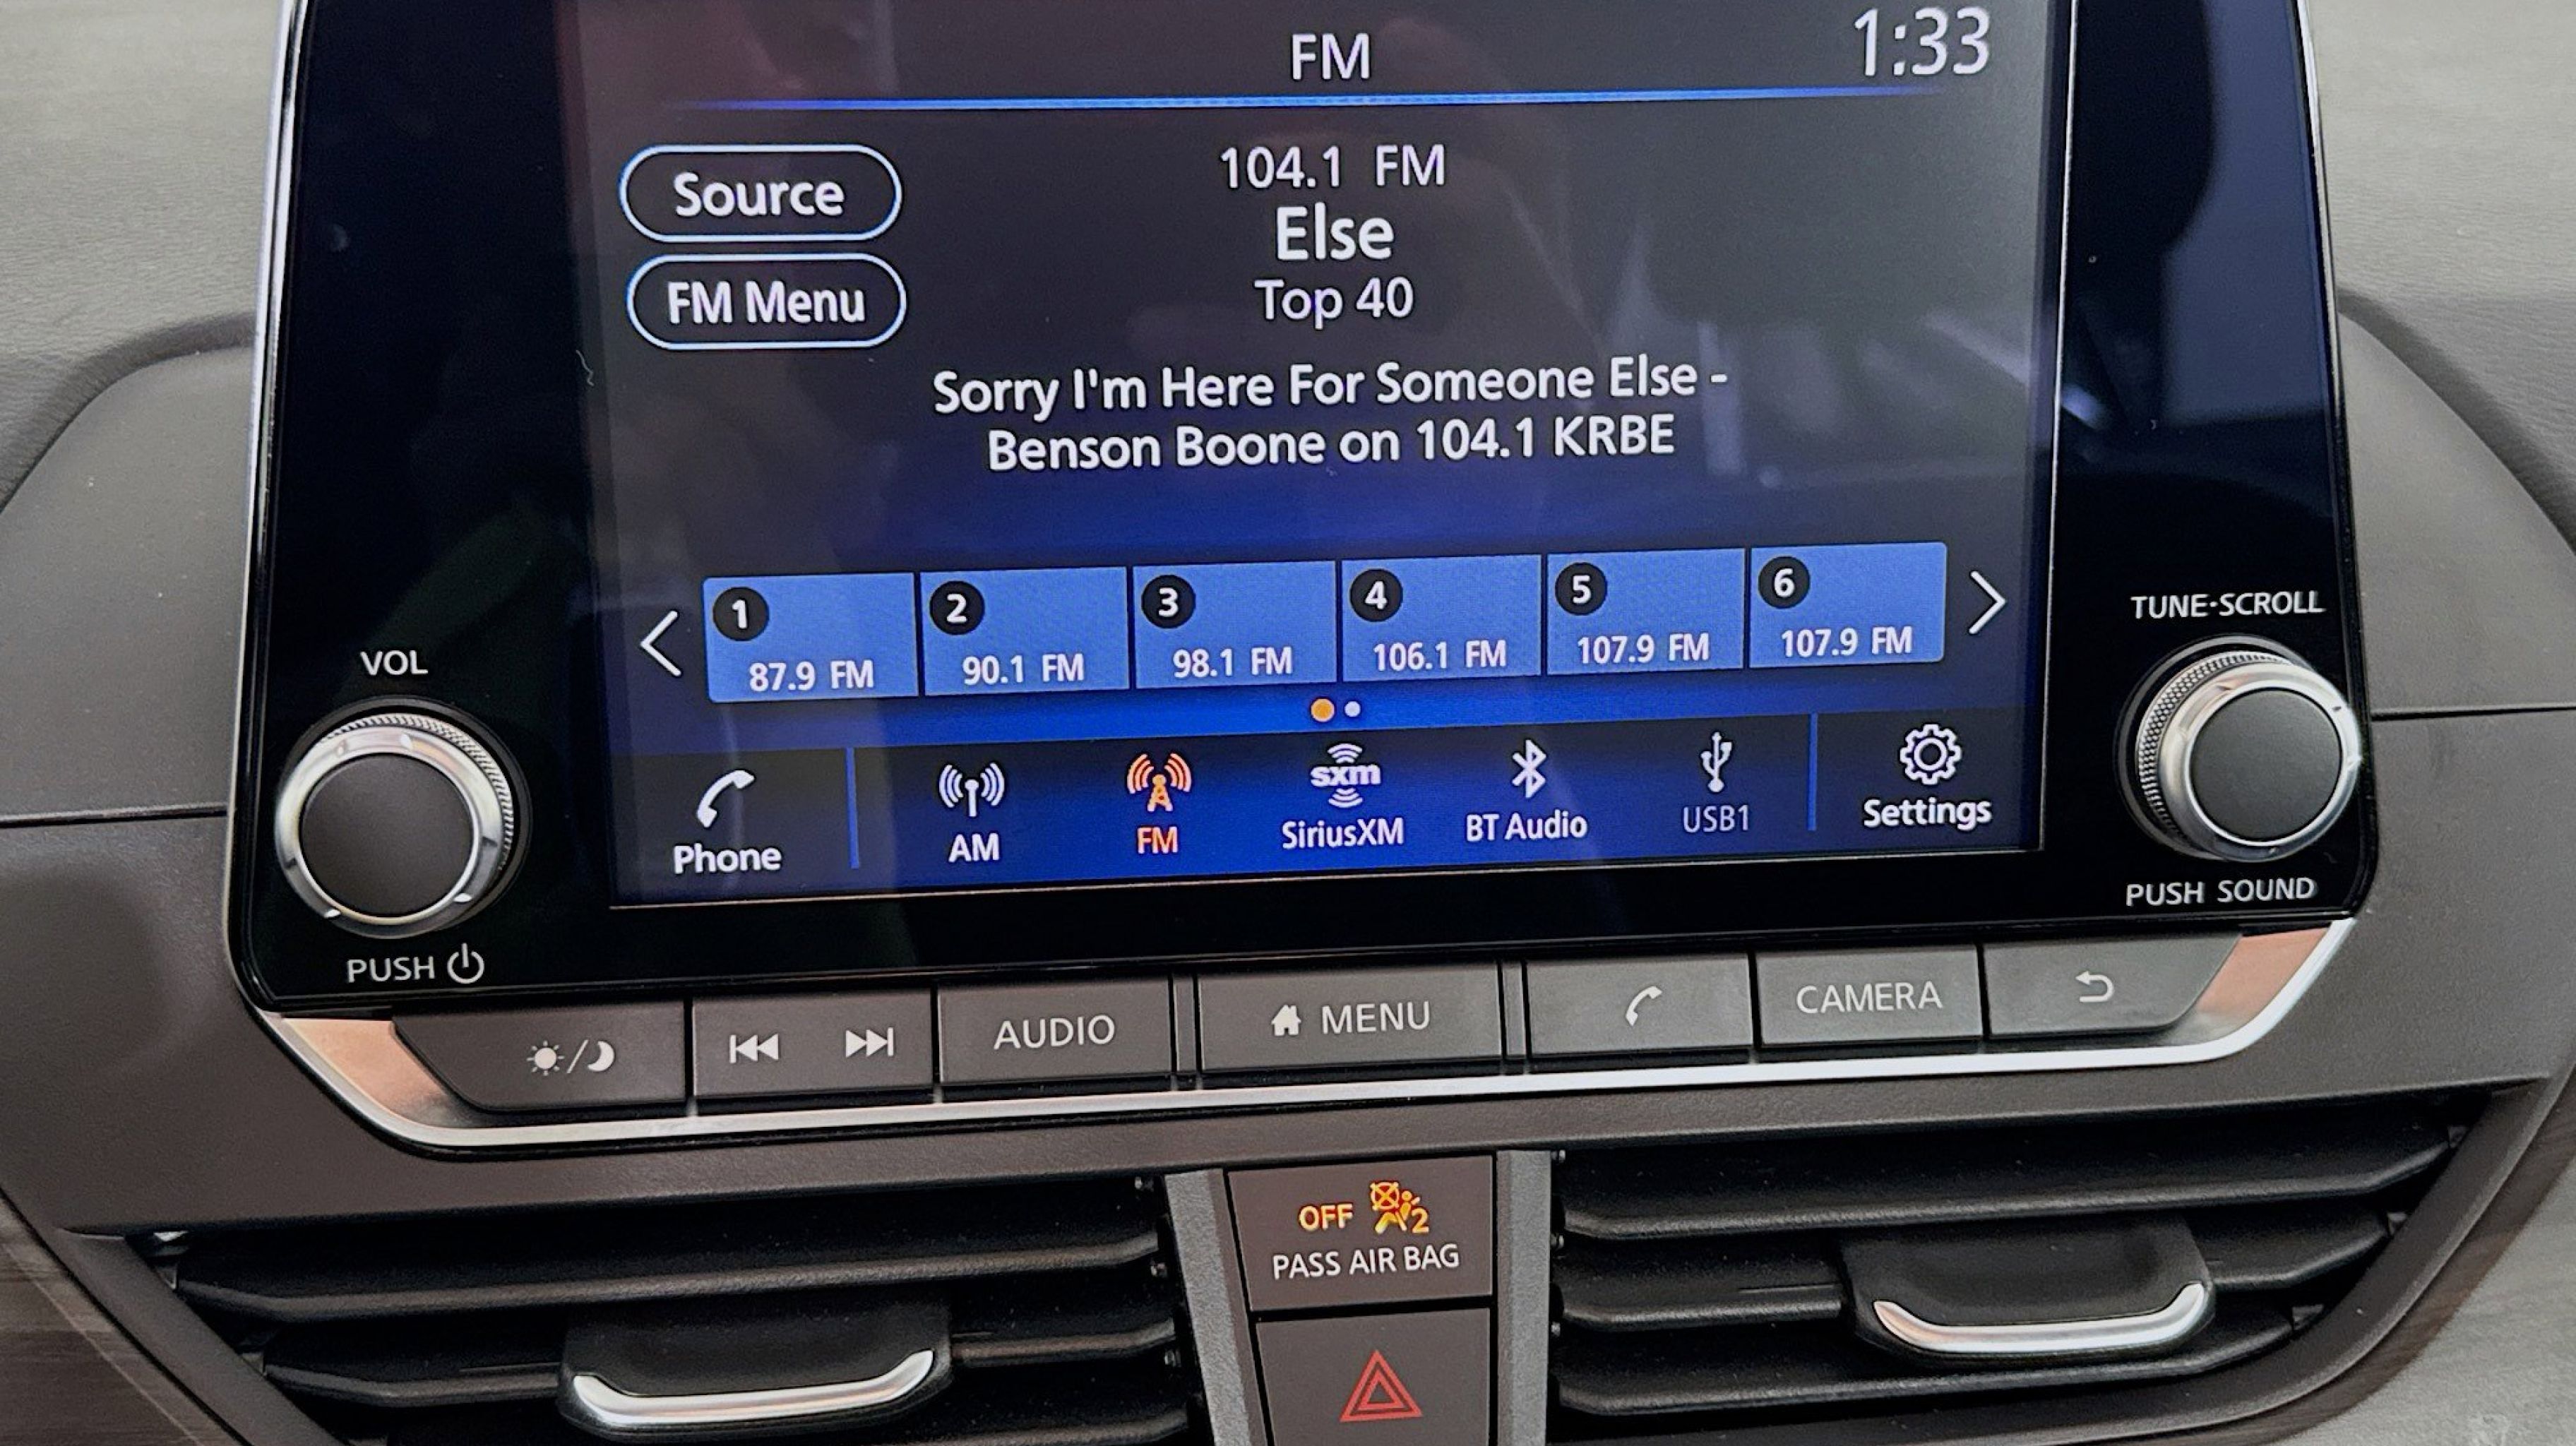 FM
1:33
Source
104.1 FM
Else
FM Menu
Top 40
Sorry I'm Here For Someone Else -
Benson Boone on 104.1 KRBE
1
87.9 FM
2
90.1 FM
3
98.1 FM
4
106.1 FM
5
107.9 FM
6
107.9 FM
Phone
AM
FM
sxm
SiriusXM
BT Audio
USB1
Settings
VOL
PUSH
TUNE·SCROLL
PUSH SOUND
AUDIO
MENU
CAMERA
OFF 2
PASS AIR BAG